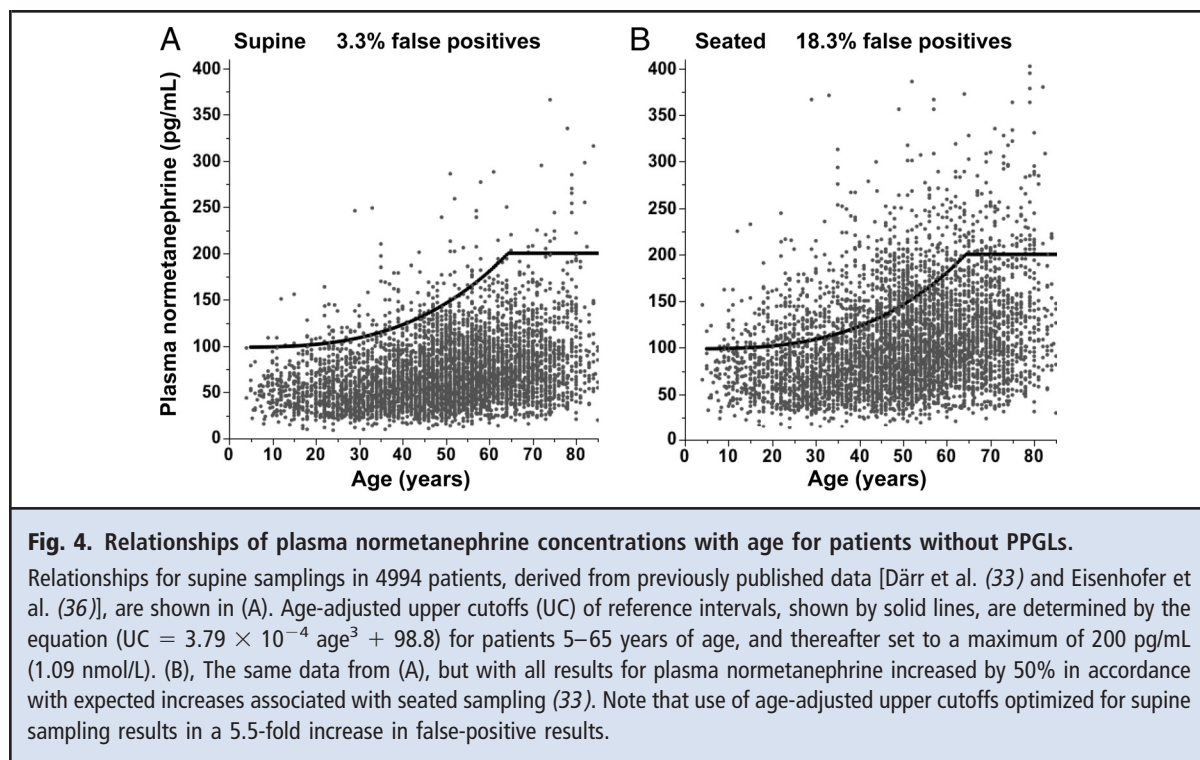 A Supine 3.3% false positives
Plasma normetanephrine (pg/mL)
400
350
300
250
200
150
100
50
0
0 10 20 30 40 50 60 70 80
Age (years)
B Seated 18.3% false positives
400
350
300
250
200
150
100
50
0
0 10 20 30 40 50 60 70 80
Age (years)
Fig. 4. Relationships of plasma normetanephrine concentrations with age for patients without PPGLs.
Relationships for supine samplings in 4994 patients, derived from previously published data [Därr et al. (33) and Eisenhofer et
al. (36)], are shown in (A). Age-adjusted upper cutoffs (UC) of reference intervals, shown by solid lines, are determined by the
equation (UC = 3.79 × 10⁻⁴ age³ + 98.8) for patients 5–65 years of age, and thereafter set to a maximum of 200 pg/mL
(1.09 nmol/L). (B), The same data from (A), but with all results for plasma normetanephrine increased by 50% in accordance
with expected increases associated with seated sampling (33). Note that use of age-adjusted upper cutoffs optimized for supine
sampling results in a 5.5-fold increase in false-positive results.